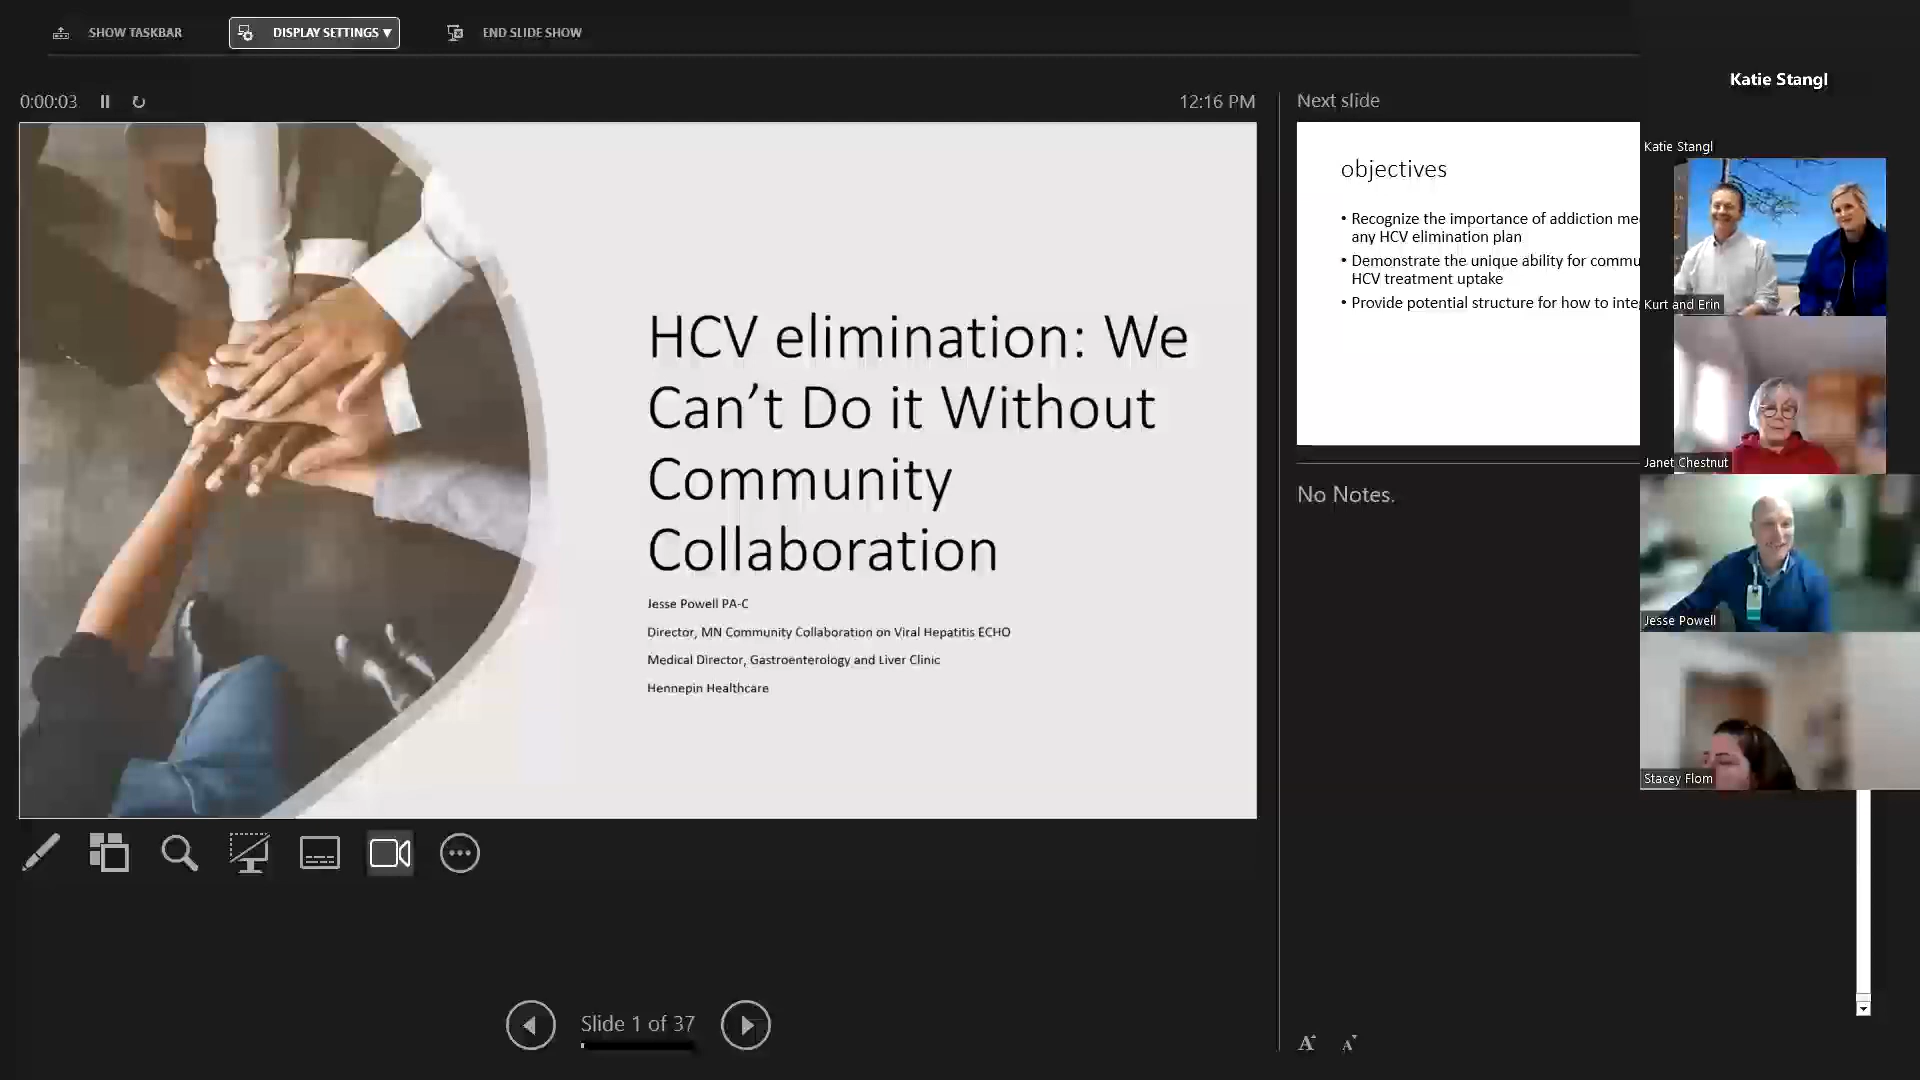 SHOW TASKBAR
DISPLAY SETTINGS ▾
END SLIDE SHOW
Katie Stangl
0:00:03
12:16 PM
Next slide
HCV elimination: We
Can’t Do it Without
Community
Collaboration
Jesse Powell PA-C
Director, MN Community Collaboration on Viral Hepatitis ECHO
Medical Director, Gastroenterology and Liver Clinic
Hennepin Healthcare
objectives
• Recognize the importance of addiction me
any HCV elimination plan
• Demonstrate the unique ability for commu
HCV treatment uptake
• Provide potential structure for how to inte
No Notes.
Katie Stangl
Kurt and Erin
Janet Chestnut
Jesse Powell
Stacey Flom
Slide 1 of 37
A A